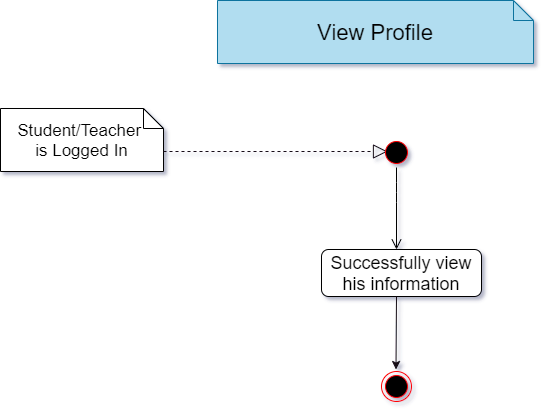 View Profile
Student/Teacher
is Logged In
Successfully view
his information